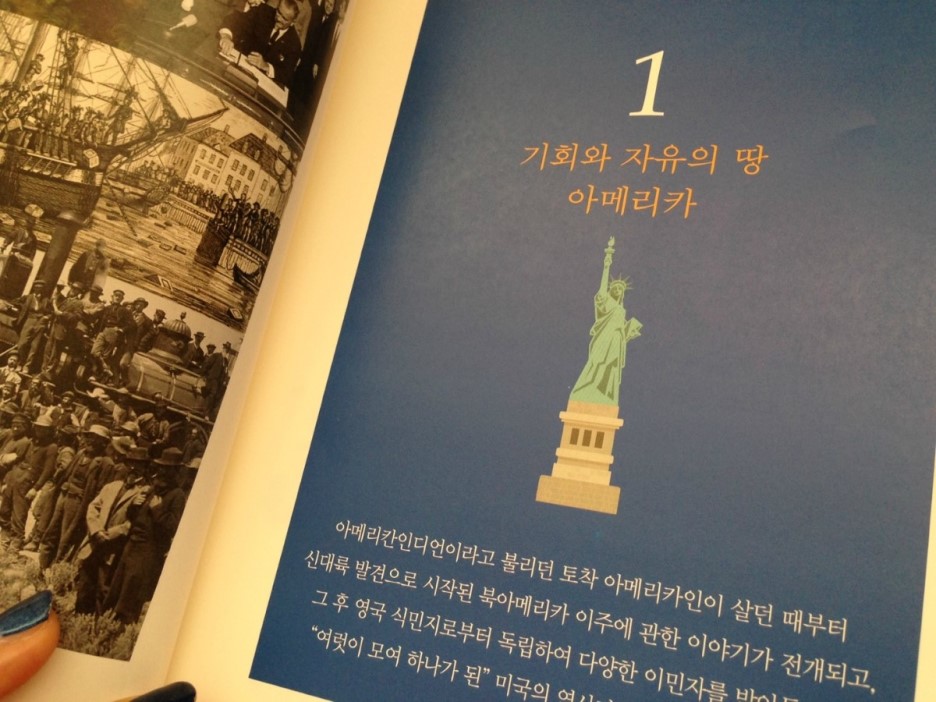 1
기회와 자유의 땅
아메리카
아메리칸인디언이라고 불리던 토착 아메리카인이 살던 때부터
신대륙 발견으로 시작된 북아메리카 이주에 관한 이야기가 전개되고,
그 후 영국 식민지로부터 독립하여 다양한 이민자를
“여럿이 모여 하나가 된” 미국의